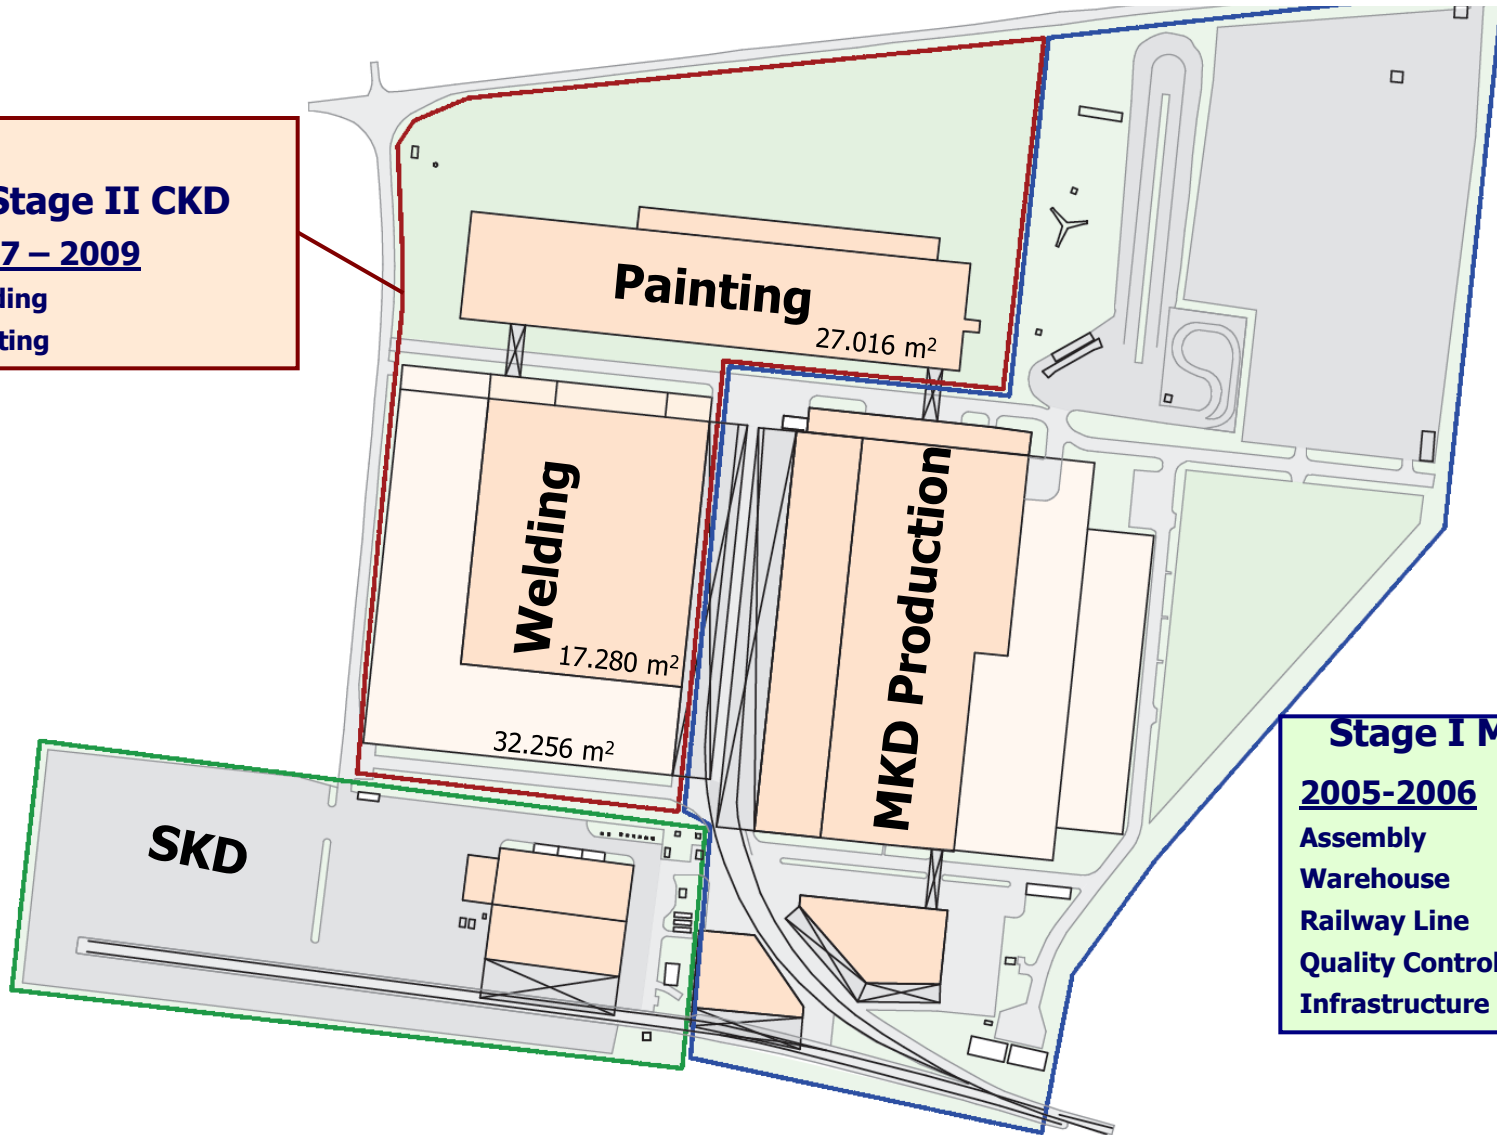 Stage II CKD
7 – 2009
ding
ting
Painting
27.016 m²
Welding
17.280 m²
32.256 m²
MKD Production
SKD
Stage I M
2005-2006
Assembly
Warehouse
Railway Line
Quality Control
Infrastructure